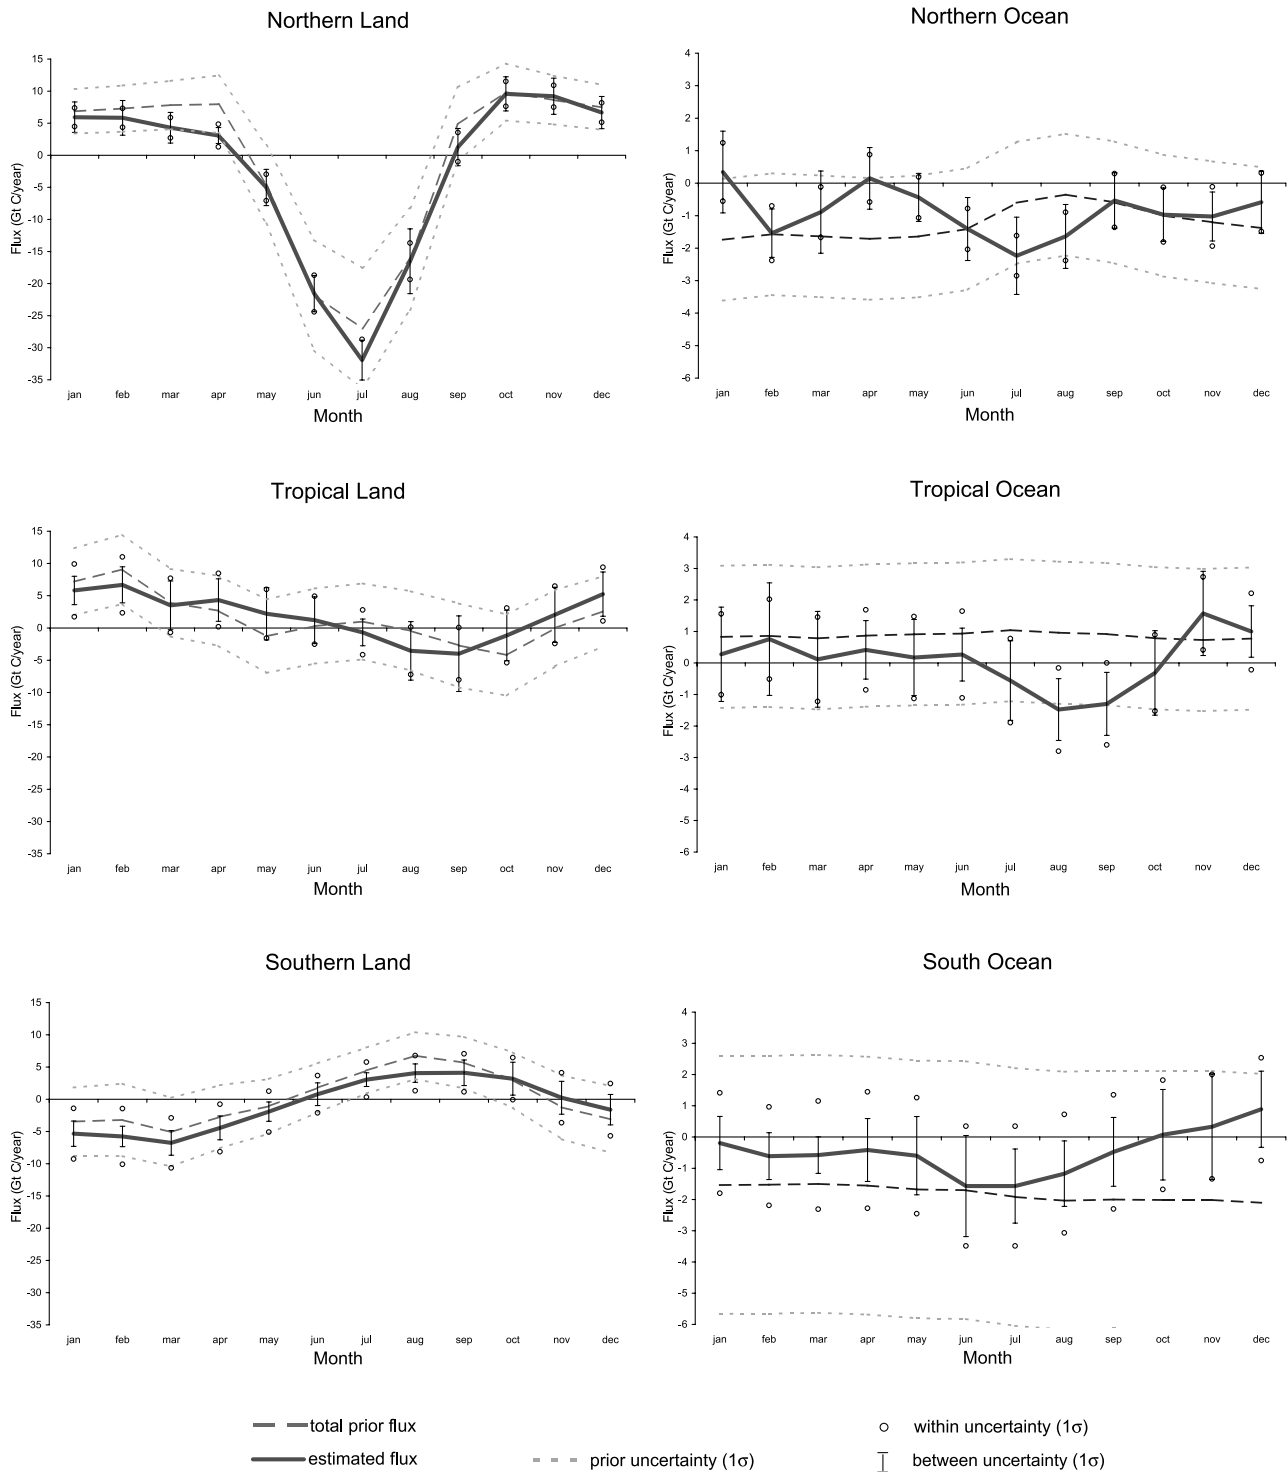 Northern Land
Flux (Gt C/year)
15
10
5
0
-5
-10
-15
-20
-25
-30
-35
jan feb mar apr may jun jul aug sep oct nov dec
Month
Northern Ocean
Flux (Gt C/year)
4
3
2
1
0
-1
-2
-3
-4
-5
-6
jan feb mar apr may jun jul aug sep oct nov dec
Month
Tropical Land
Flux (Gt C/year)
15
10
5
0
-5
-10
-15
-20
-25
-30
-35
jan feb mar apr may jun jul aug sep oct nov dec
Month
Tropical Ocean
Flux (Gt C/year)
4
3
2
1
0
-1
-2
-3
-4
-5
-6
jan feb mar apr may jun jul aug sep oct nov dec
Month
Southern Land
Flux (Gt C/year)
15
10
5
0
-5
-10
-15
-20
-25
-30
-35
jan feb mar apr may jun jul aug sep oct nov dec
Month
South Ocean
Flux (Gt C/year)
4
3
2
1
0
-1
-2
-3
-4
-5
-6
jan feb mar apr may jun jul aug sep oct nov dec
Month
total prior flux
within uncertainty (1σ)
estimated flux
prior uncertainty (1σ)
between uncertainty (1σ)